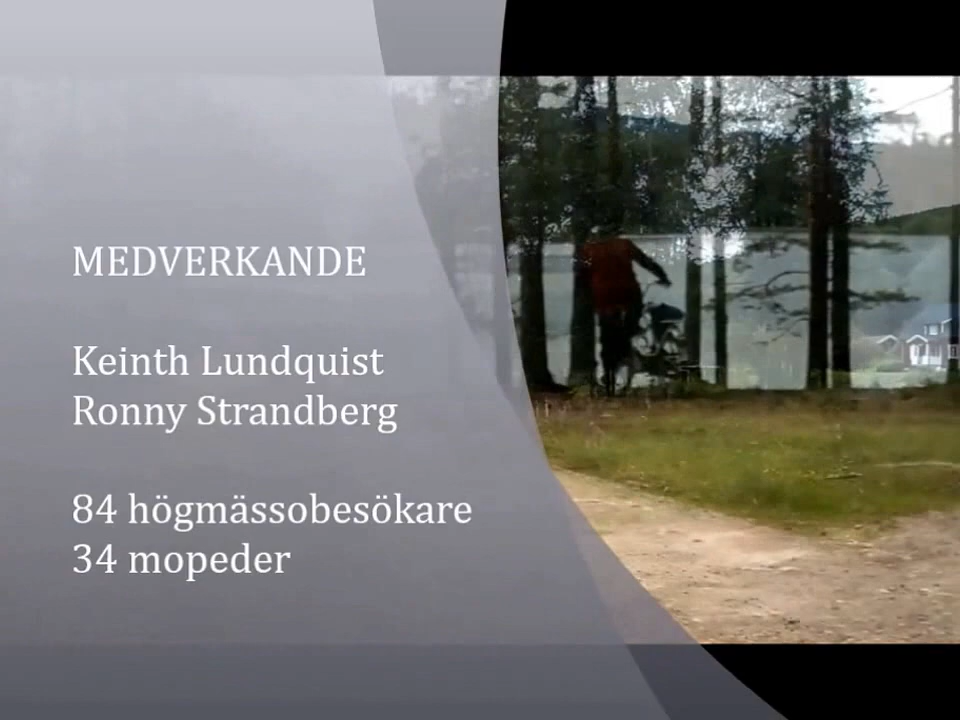 MEDVERKANDE
Keinth Lundquist
Ronny Strandberg
84 högmässobesökare
34 mopeder